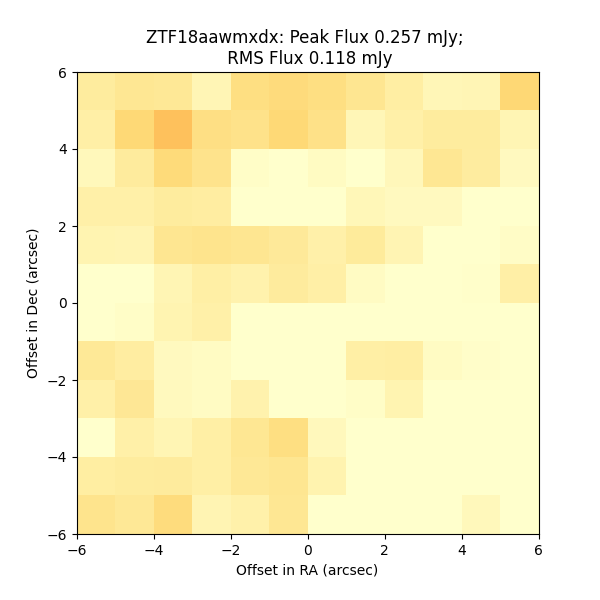 ZTF18aawmxdx: Peak Flux 0.257 mJy;
RMS Flux 0.118 mJy
6
4
2
0
−2
−4
−6
Offset in Dec (arcsec)
−6 −4 −2 0 2 4 6
Offset in RA (arcsec)